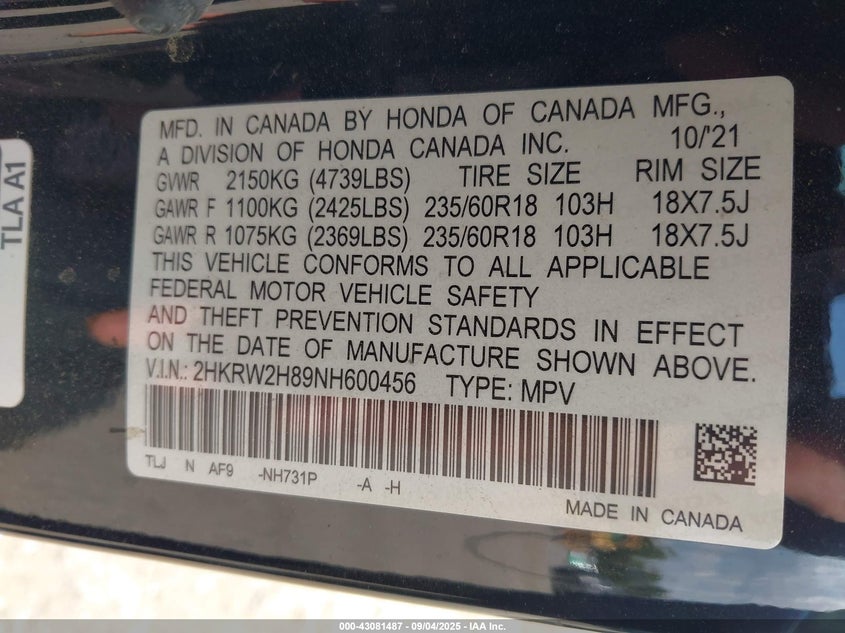 MFD. IN CANADA BY HONDA OF CANADA MFG.,
A DIVISION OF HONDA CANADA INC. 10/'21
GVWR 2150KG (4739LBS) TIRE SIZE RIM SIZE
GAWR F 1100KG (2425LBS) 235/60R18 103H 18X7.5J
GAWR R 1075KG (2369LBS) 235/60R18 103H 18X7.5J
THIS VEHICLE CONFORMS TO ALL APPLICABLE
FEDERAL MOTOR VEHICLE SAFETY
AND THEFT PREVENTION STANDARDS IN EFFECT
ON THE DATE OF MANUFACTURE SHOWN ABOVE.
V.I.N.: 2HKRW2H89NH600456 TYPE: MPV
TLJ N AF9 -NH731P -A -H
MADE IN CANADA
TLA A1
000-43081487 - 09/04/2025 - IAA Inc.